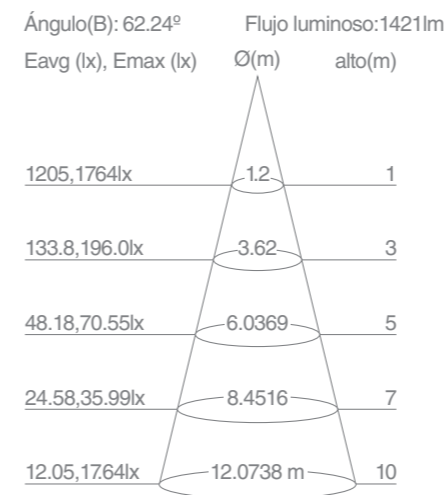 Ángulo(B): 62.24º Flujo luminoso:1421lm
Eavg (lx), Emax (lx) Ø(m) alto(m)
1205,1764lx 1.2 1
133.8,196.0lx 3.62 3
48.18,70.55lx 6.0369 5
24.58,35.99lx 8.4516 7
12.05,17.64lx 12.0738 m 10